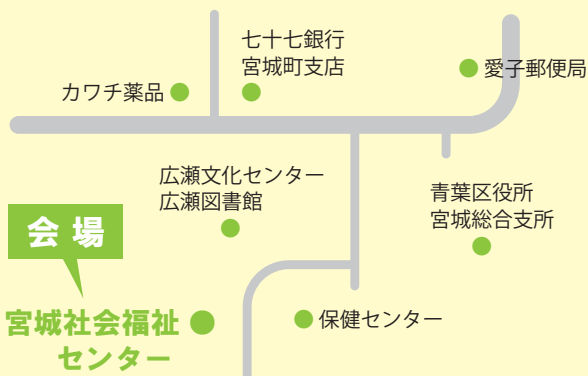 七十七銀行
宮城町支店
カワチ薬品
愛子郵便局
広瀬文化センター
広瀬図書館
青葉区役所
宮城総合支所
会場
宮城社会福祉
センター
保健センター